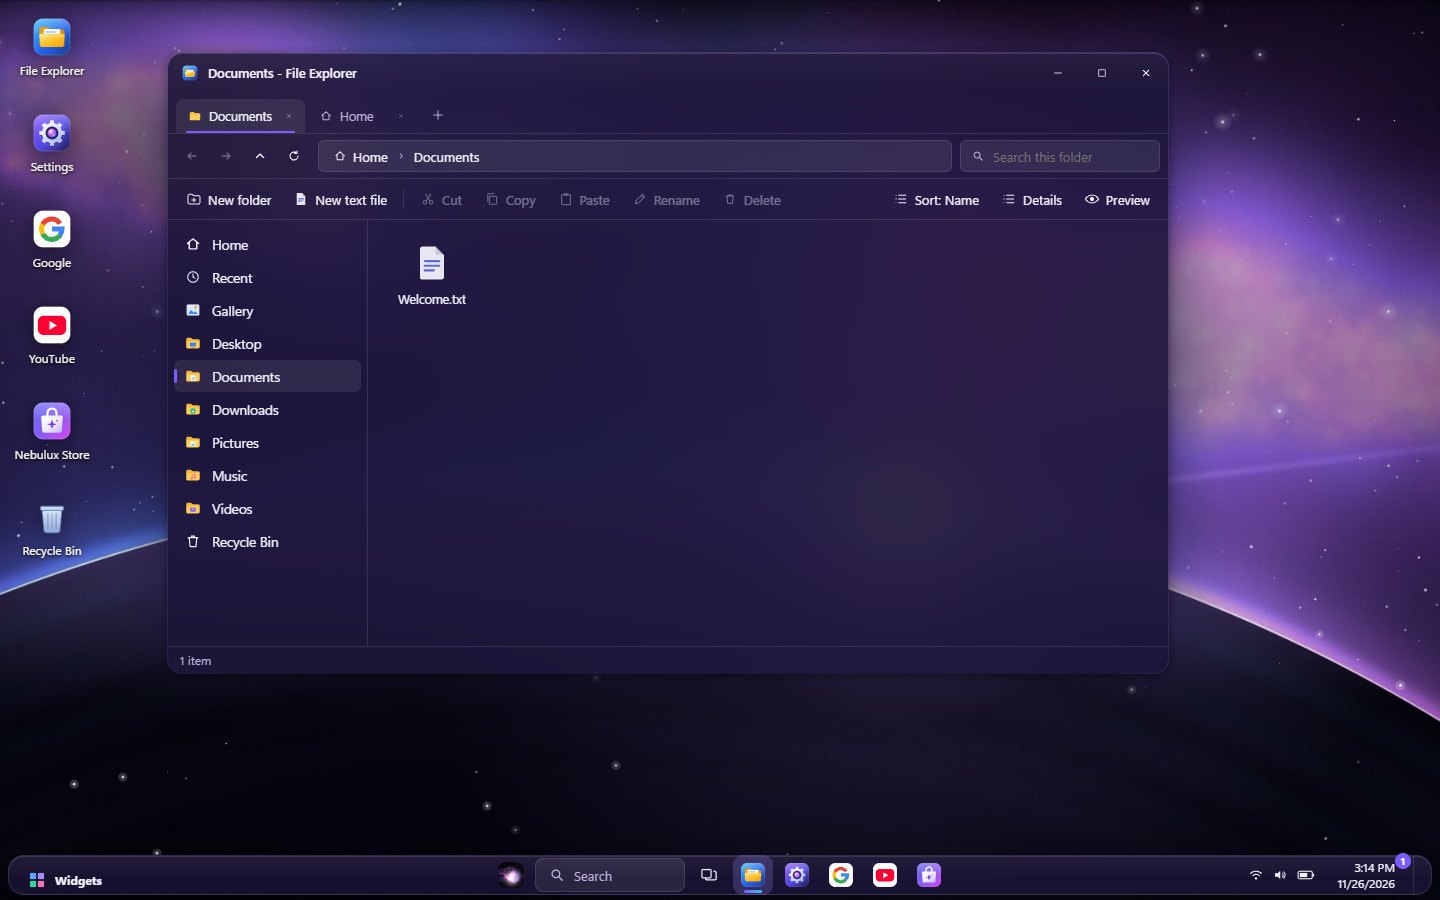 File Explorer
Settings
Google
YouTube
Nebulux Store
Recycle Bin
Documents - File Explorer
Documents
Home
Home › Documents
Search this folder
New folder
New text file
Cut
Copy
Paste
Rename
Delete
Sort: Name
Details
Preview
Home
Recent
Gallery
Desktop
Documents
Downloads
Pictures
Music
Videos
Recycle Bin
Welcome.txt
1 item
Widgets
Search
3:14 PM
11/26/2026
1